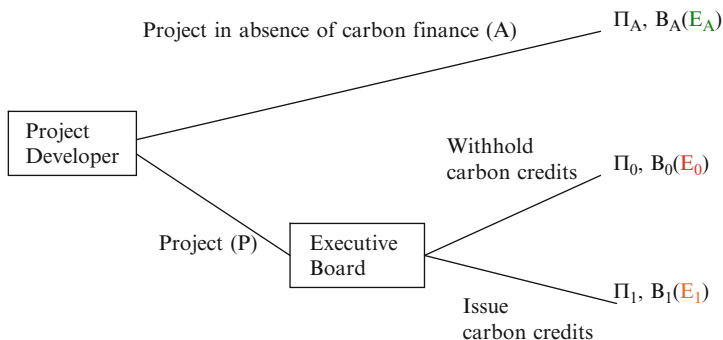 Project in absence of carbon finance (A)
Π_A, B_A(E_A)
Project
Developer
Withhold
carbon credits
Π_0, B_0(E_0)
Project (P)
Executive
Board
Π_1, B_1(E_1)
Issue
carbon credits